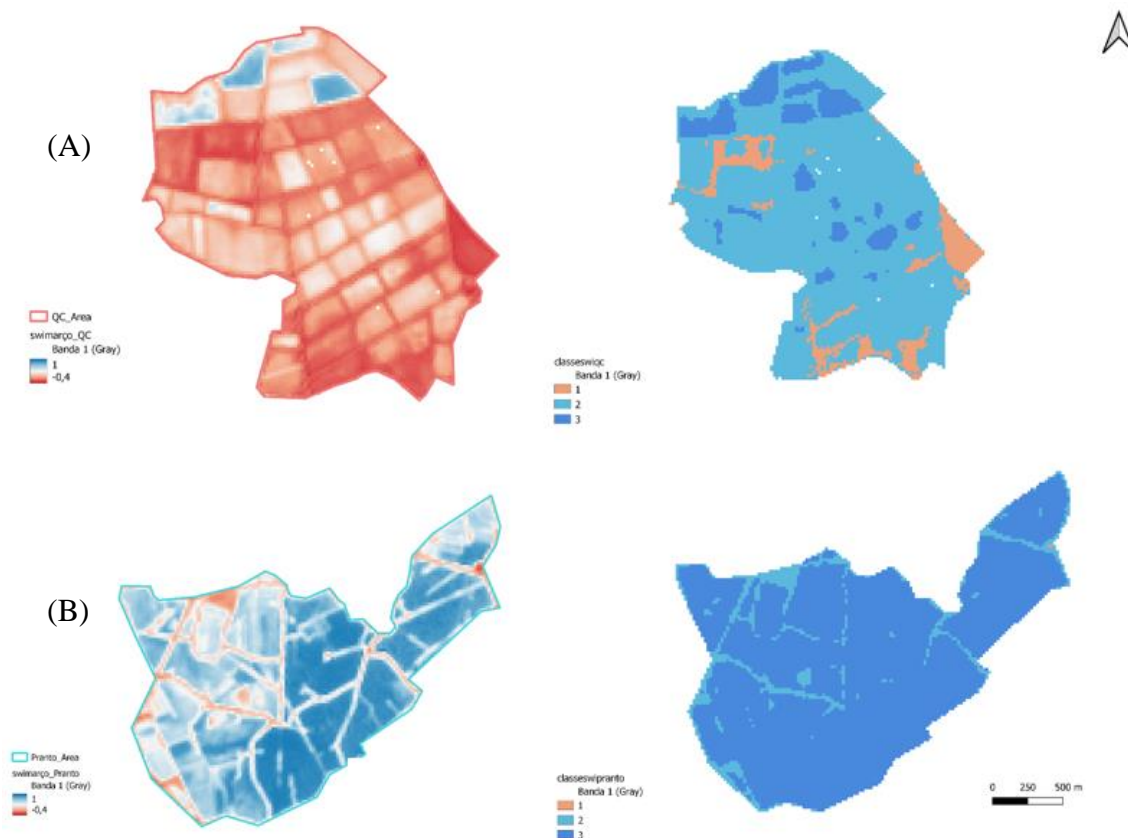 (A)
QC_Area
swimarço_QC
Banda 1 (Gray)
1
-0,4
classeswiqc
Banda 1 (Gray)
1
2
3
(B)
Pranto_Area
swimarço_Pranto
Banda 1 (Gray)
1
-0,4
classeswipranto
Banda 1 (Gray)
1
2
3
0 250 500 m